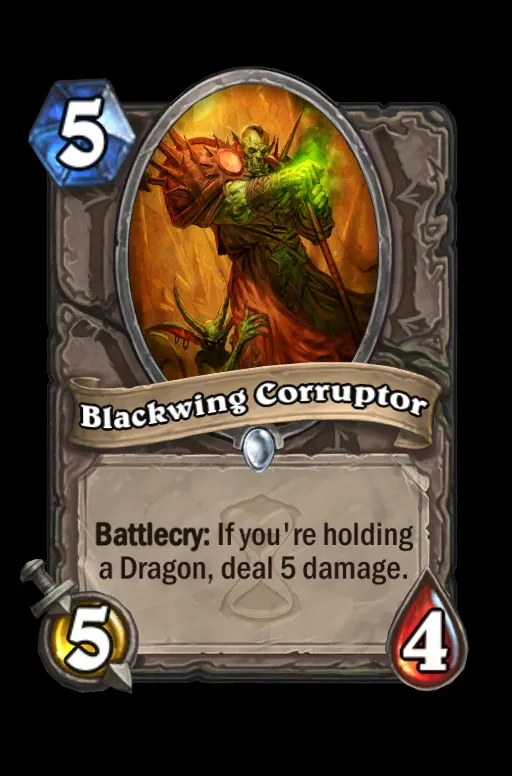 5
Blackwing Corruptor
Battlecry: If you're holding
a Dragon, deal 5 damage.
5
4